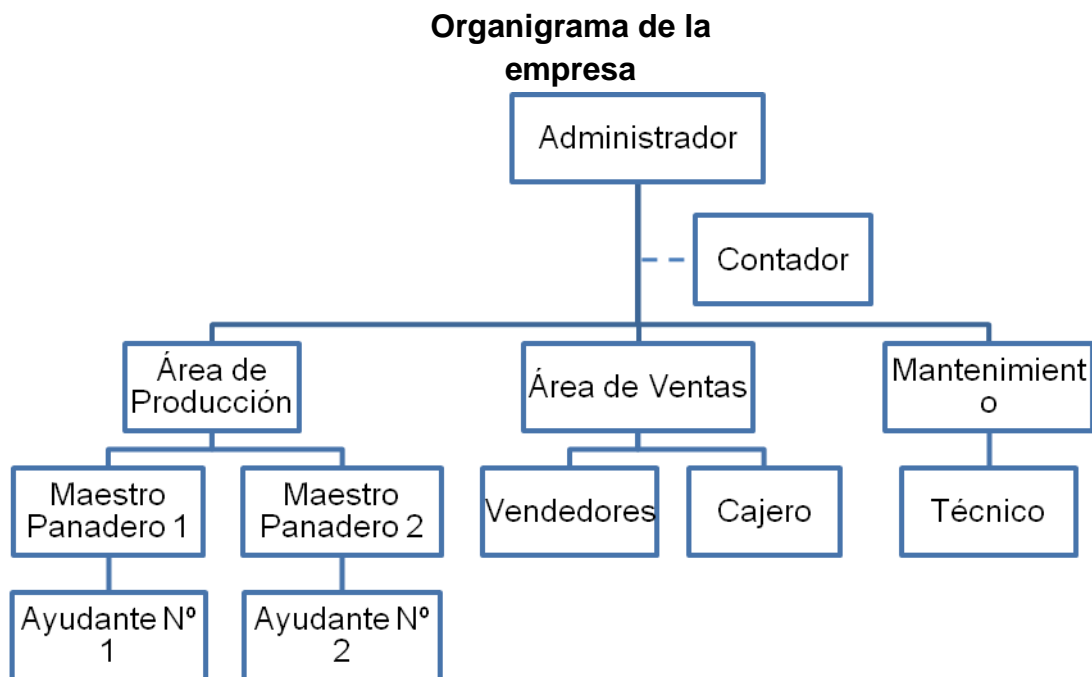 Organigrama de la
empresa
Administrador
Contador
Área de
Producción
Área de Ventas
Mantenimient
o
Maestro
Panadero 1
Maestro
Panadero 2
Vendedores
Cajero
Técnico
Ayudante Nº
1
Ayudante Nº
2